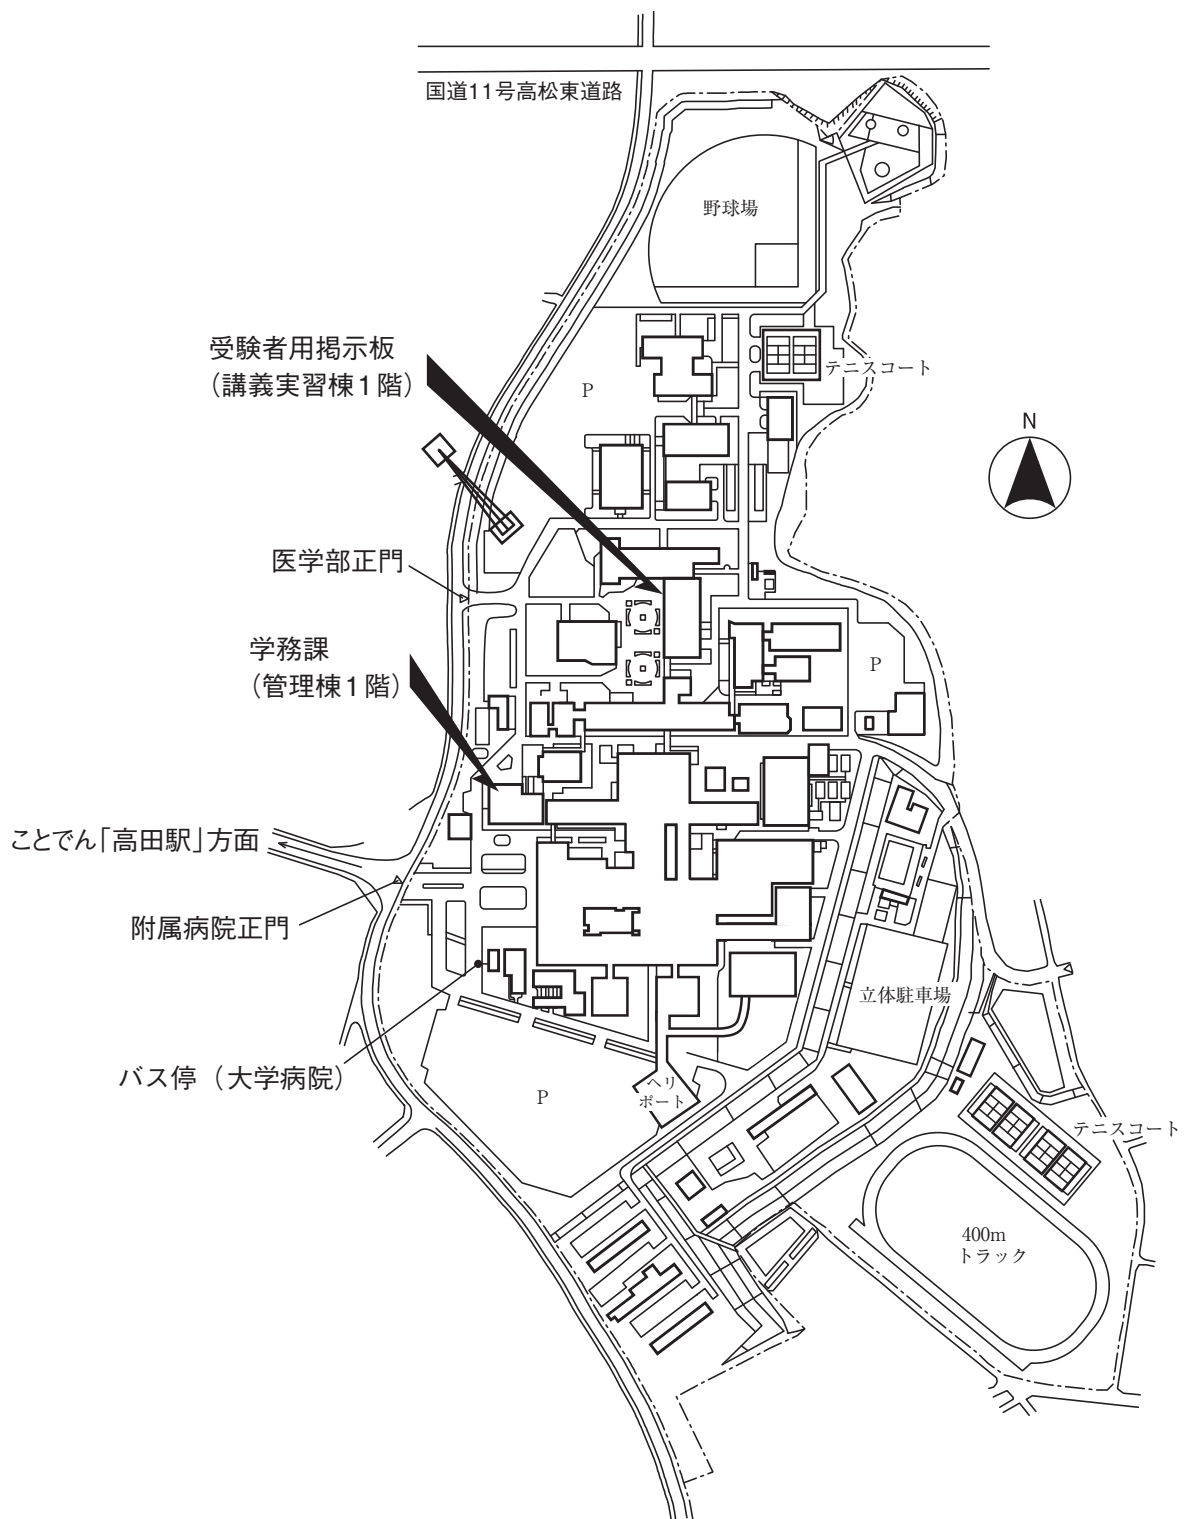 国道11号高松東道路
野球場
受験者用掲示板
（講義実習棟1階）
テニスコート
P
N
医学部正門
学務課
（管理棟1階）
P
ことでん「高田駅」方面
附属病院正門
立体駐車場
バス停（大学病院）
P
ヘリ
ポート
テニスコート
400m
トラック